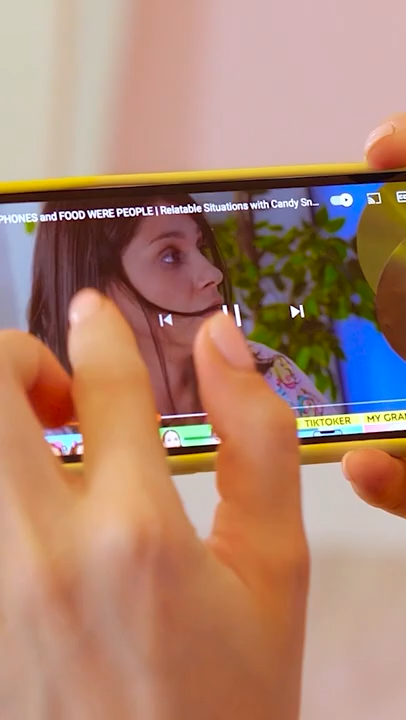 PHONES and FOOD WERE PEOPLE | Relatable Situations with Candy Sn...
TIKTOKER
MY GRA